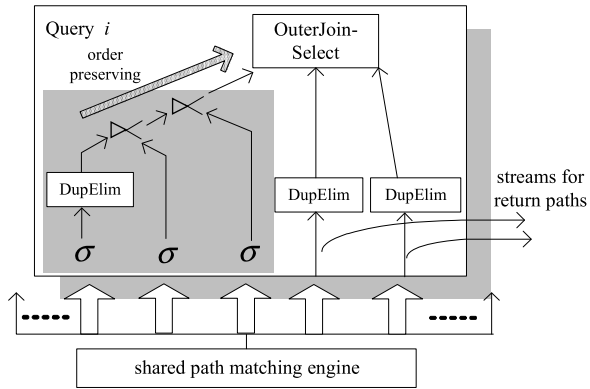 Query i
OuterJoin-
Select
order
preserving
DupElim
DupElim
DupElim
streams for
return paths
σ
σ
σ
shared path matching engine